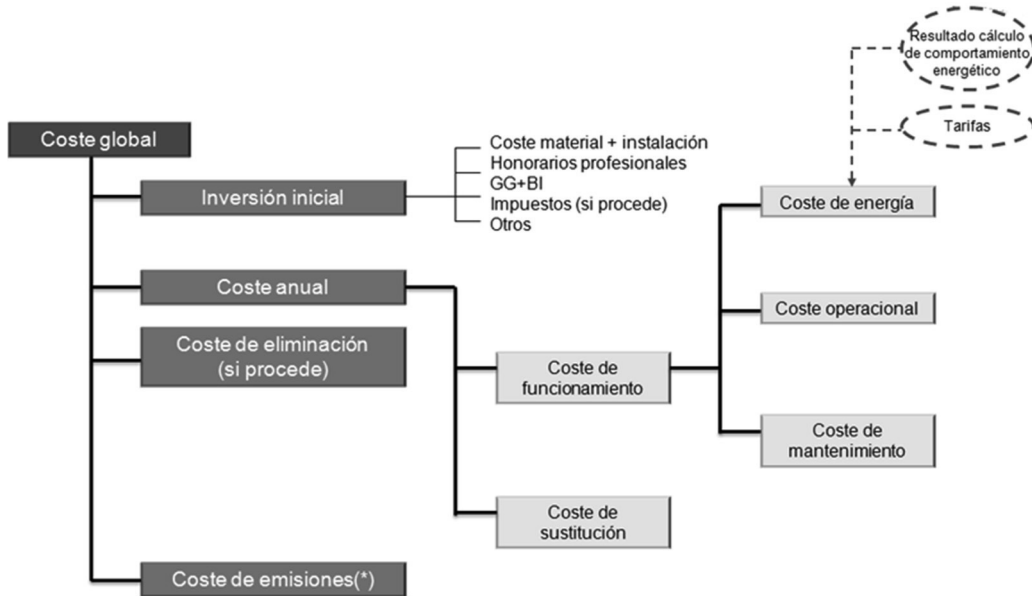 Resultado cálculo
de comportamiento
energético
Tarifas
Coste global
Inversión inicial
Coste material + instalación
Honorarios profesionales
GG+BI
Impuestos (si procede)
Otros
Coste anual
Coste de eliminación
(si procede)
Coste de emisiones(*)
Coste de
funcionamiento
Coste de
sustitución
Coste de energía
Coste operacional
Coste de
mantenimiento